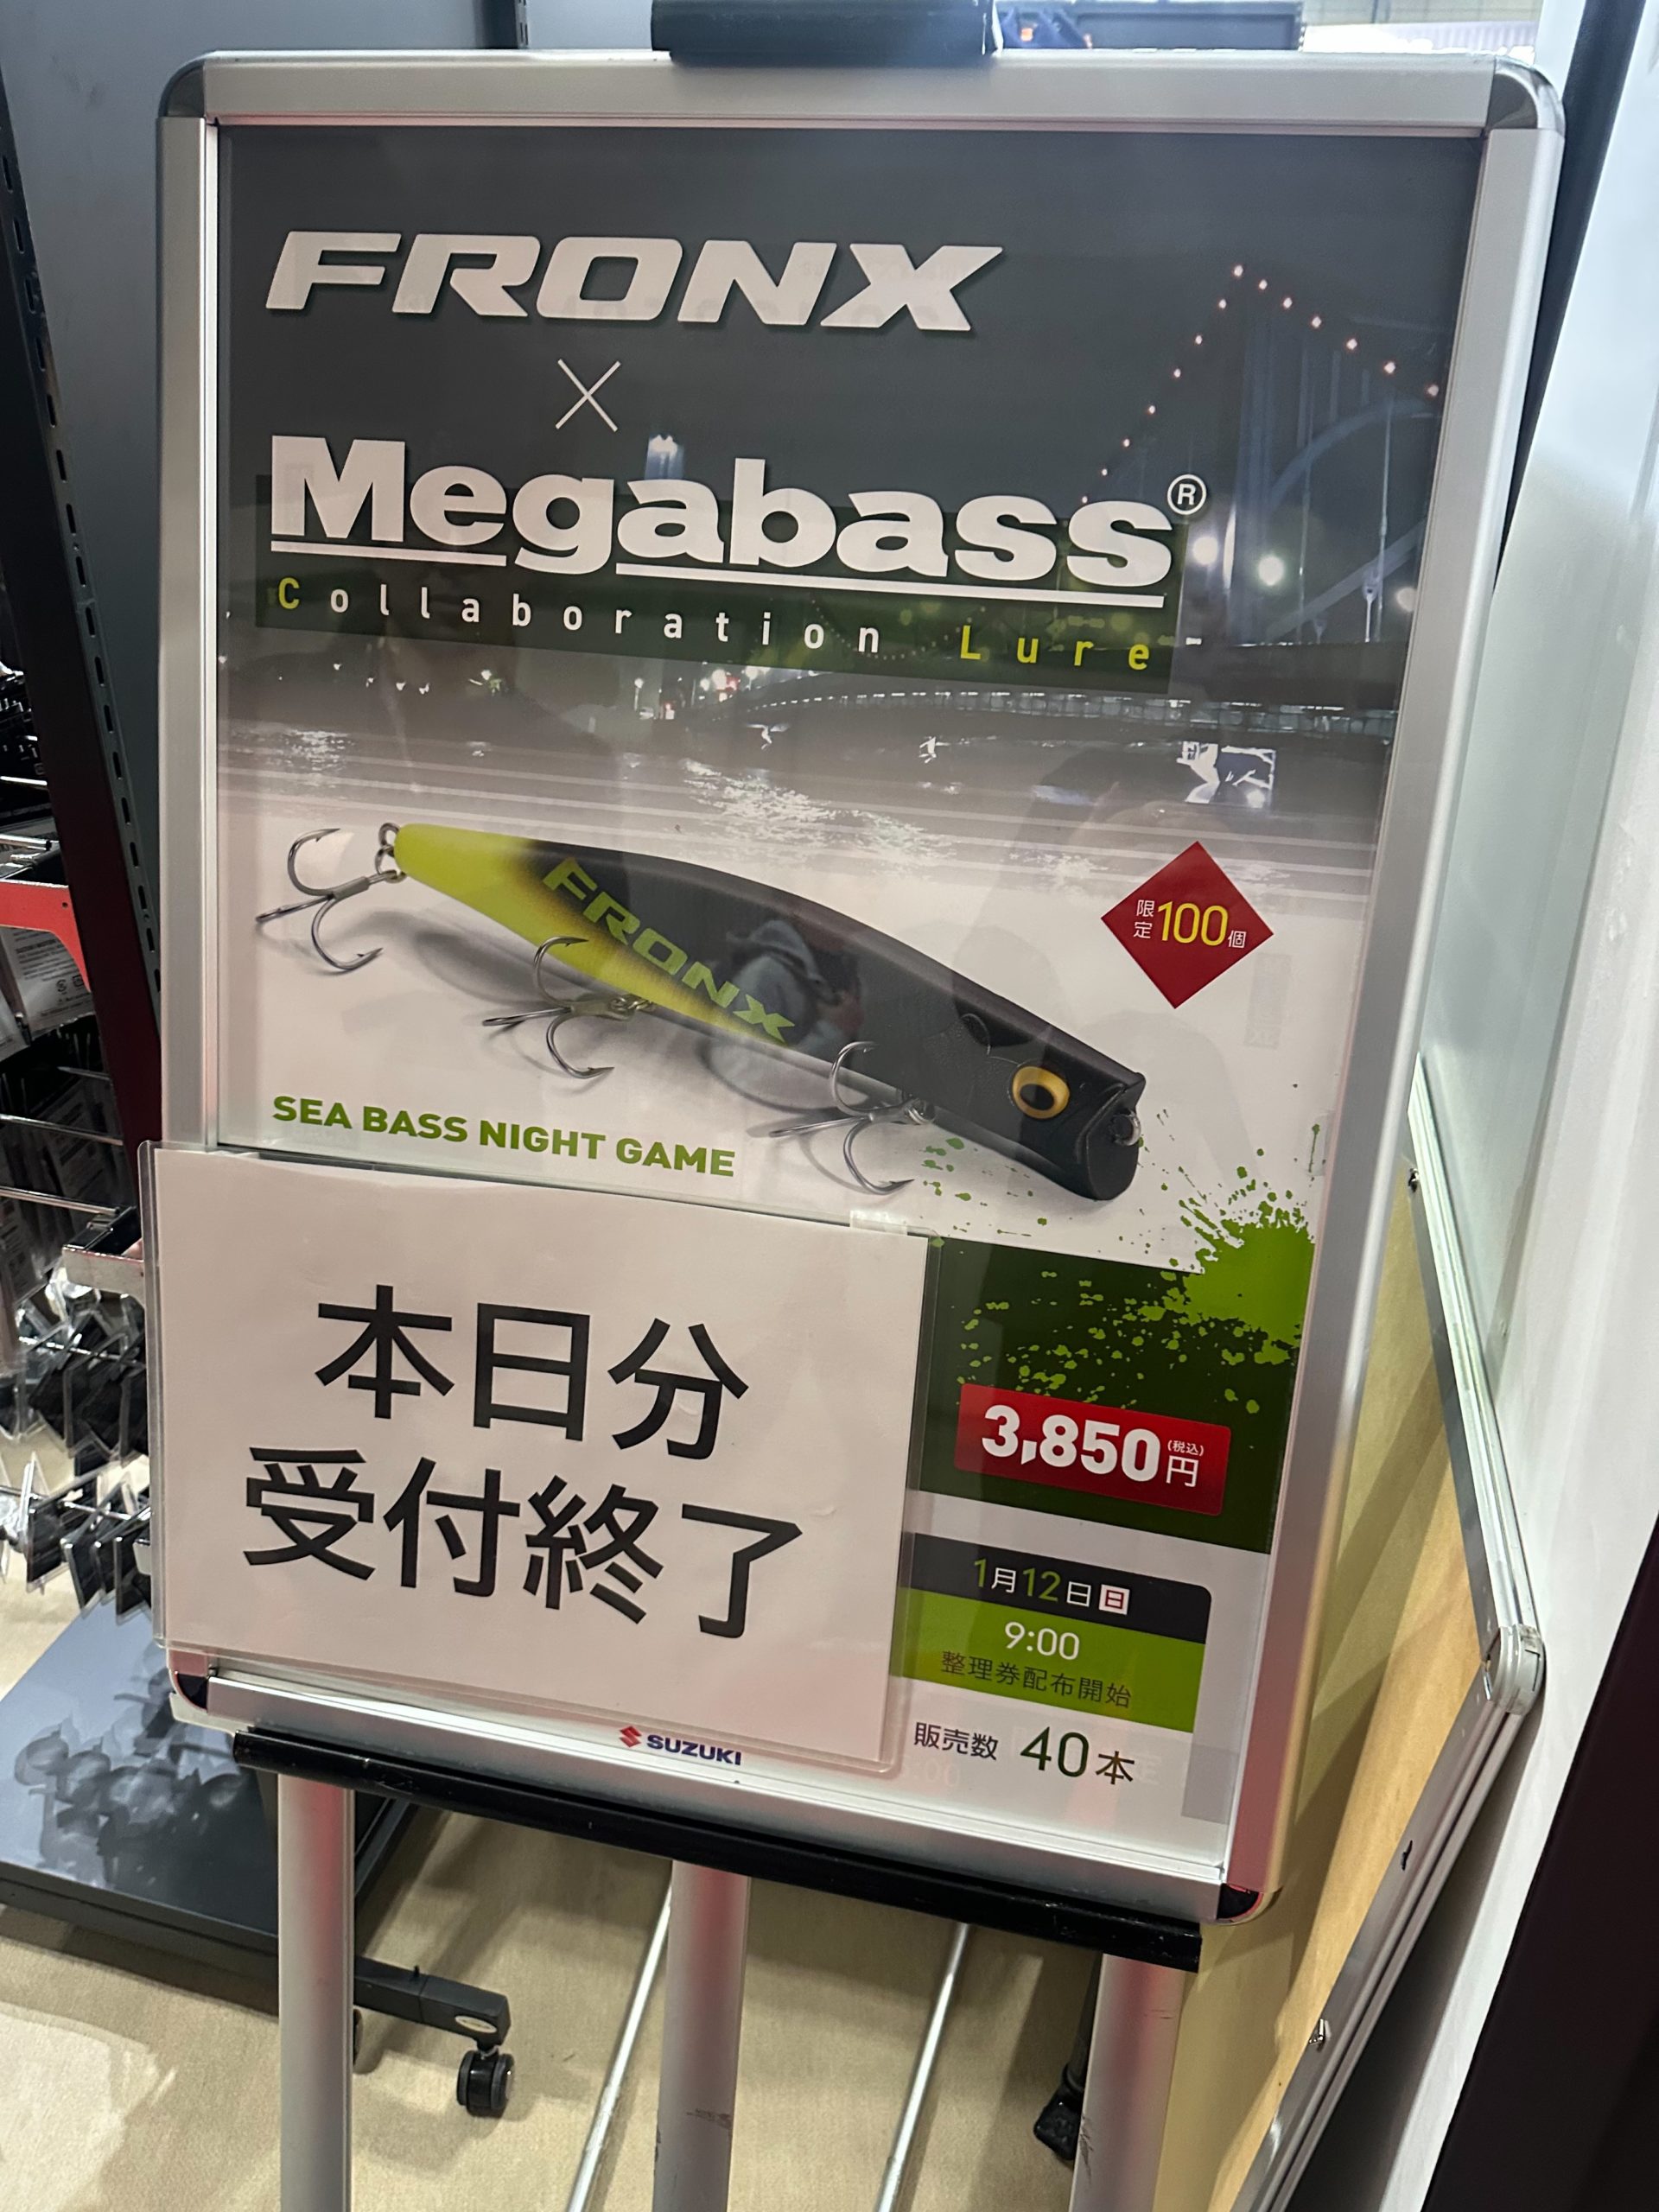 FRONX
×
Megabass®
Collaboration Lure
FRONX
限定100個
SEA BASS NIGHT GAME
本日分
受付終了
3,850円(税込)
1月12日日
9:00
整理券配布開始
販売数 40本
SUZUKI